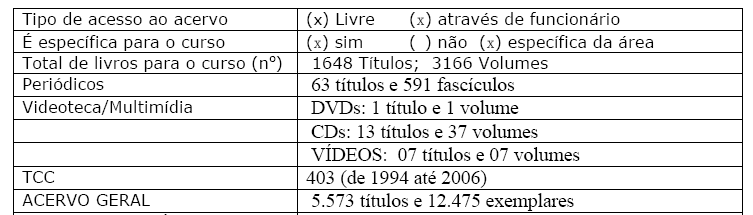 Tipo de acesso ao acervo (x) Livre (x) através de funcionário
É específica para o curso (x) sim ( ) não (x) específica da área
Total de livros para o curso (nº) 1648 Títulos; 3166 Volumes
Periódicos 63 títulos e 591 fascículos
Videoteca/Multimídia DVDs: 1 título e 1 volume
CDs: 13 títulos e 37 volumes
VÍDEOS: 07 títulos e 07 volumes
TCC 403 (de 1994 até 2006)
ACERVO GERAL 5.573 títulos e 12.475 exemplares